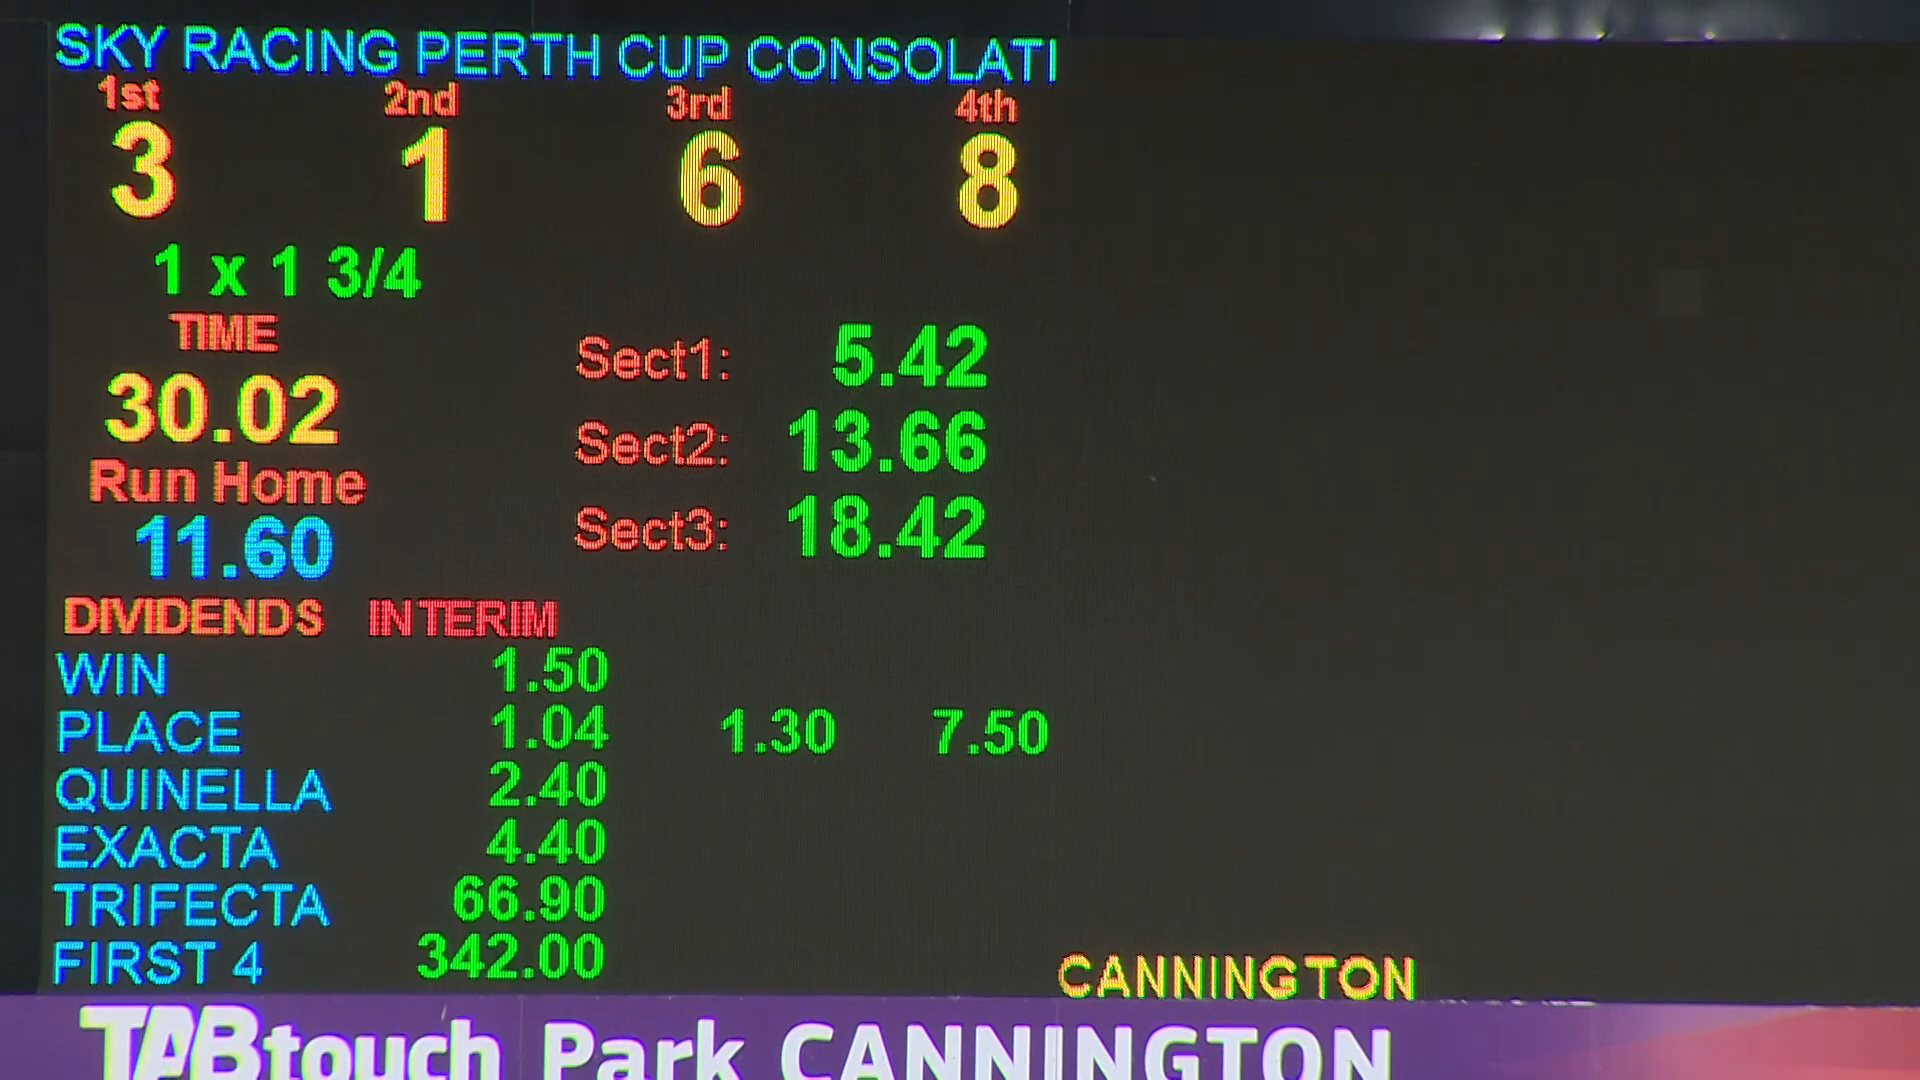 SKY RACING PERTH CUP CONSOLATI
1st 2nd 3rd 4th
3 1 6 8
1 x 1 3/4
TIME
30.02
Run Home
11.60
Sect1: 5.42
Sect2: 13.66
Sect3: 18.42
DIVIDENDS INTERIM
WIN 1.50
PLACE 1.04 1.30 7.50
QUINELLA 2.40
EXACTA 4.40
TRIFECTA 66.90
FIRST 4 342.00
CANNINGTON
TABtouch Park CANNINGTON